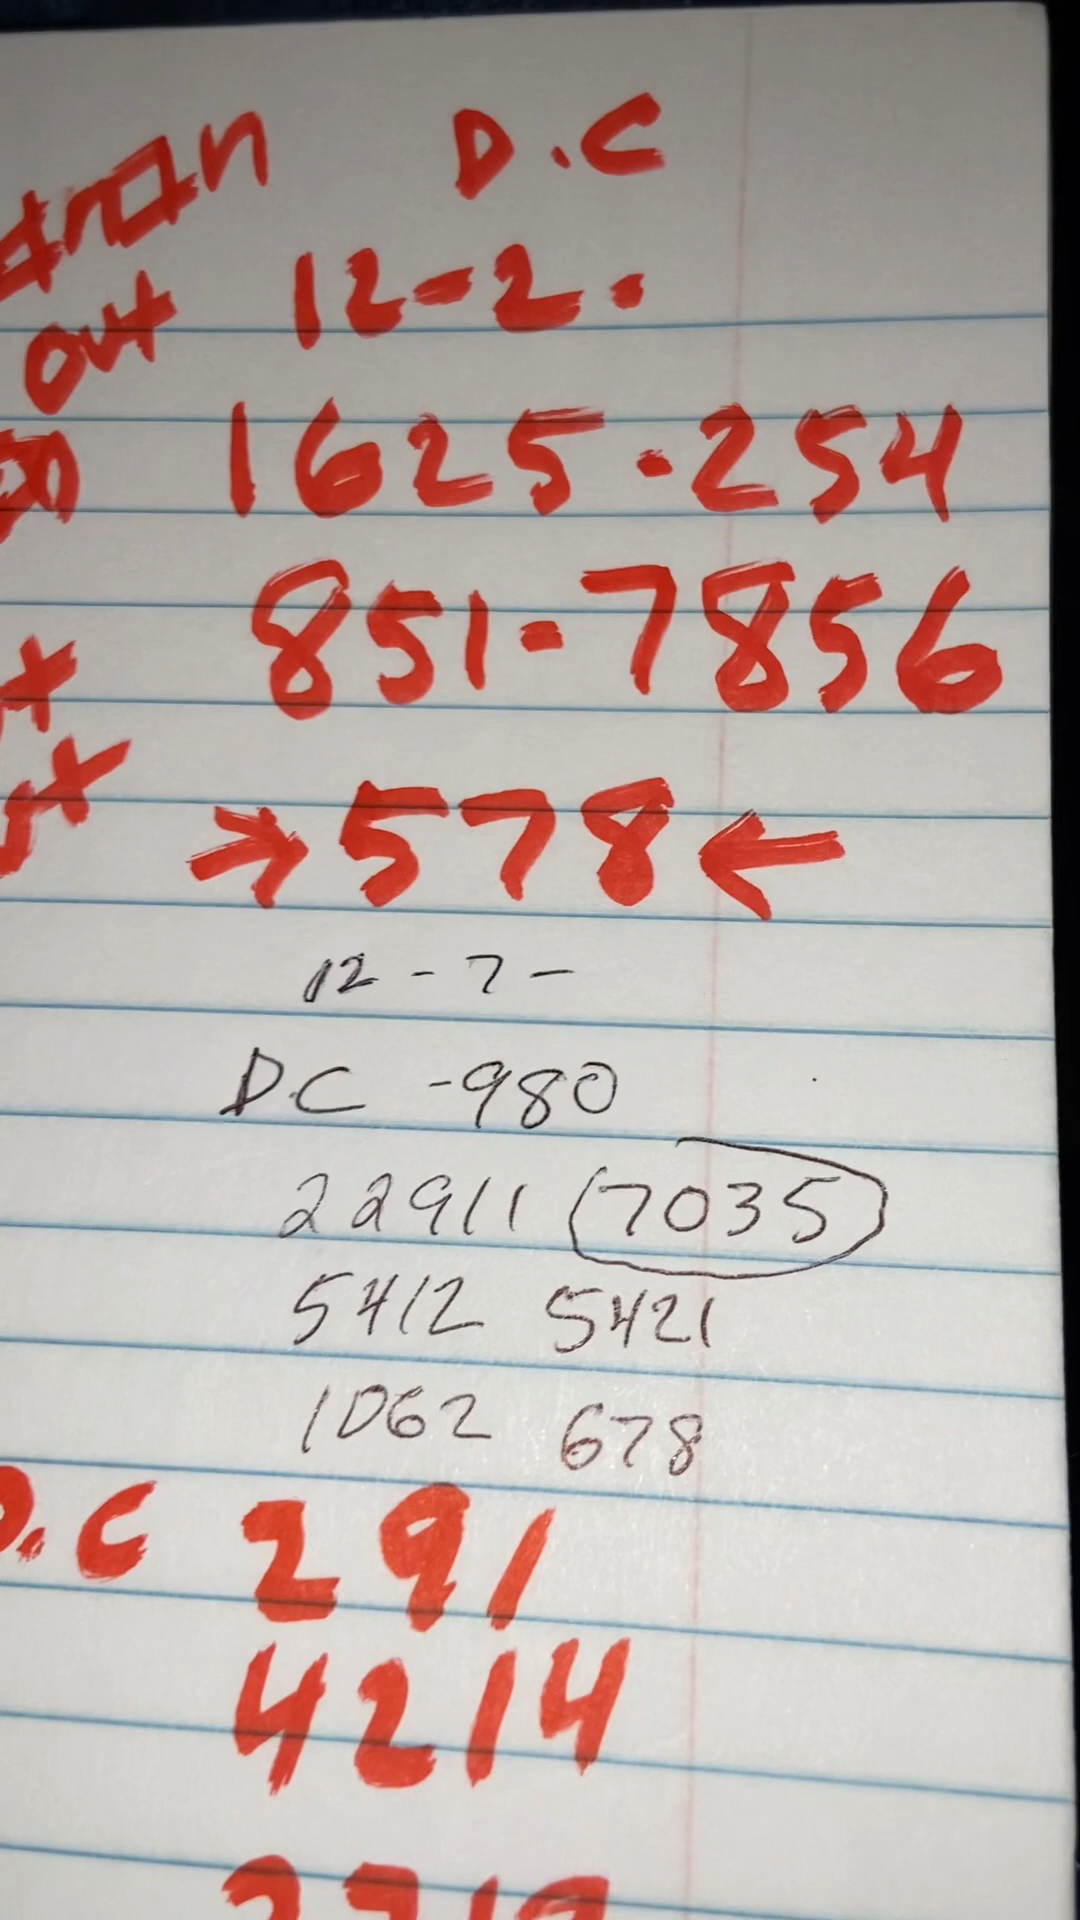 D.C
out 12-2.
1625.254
851-7856
→ 578 ←
12 - 7 -
DC -980
22911 7035
5412 5421
1062 678
D.C 291
4214